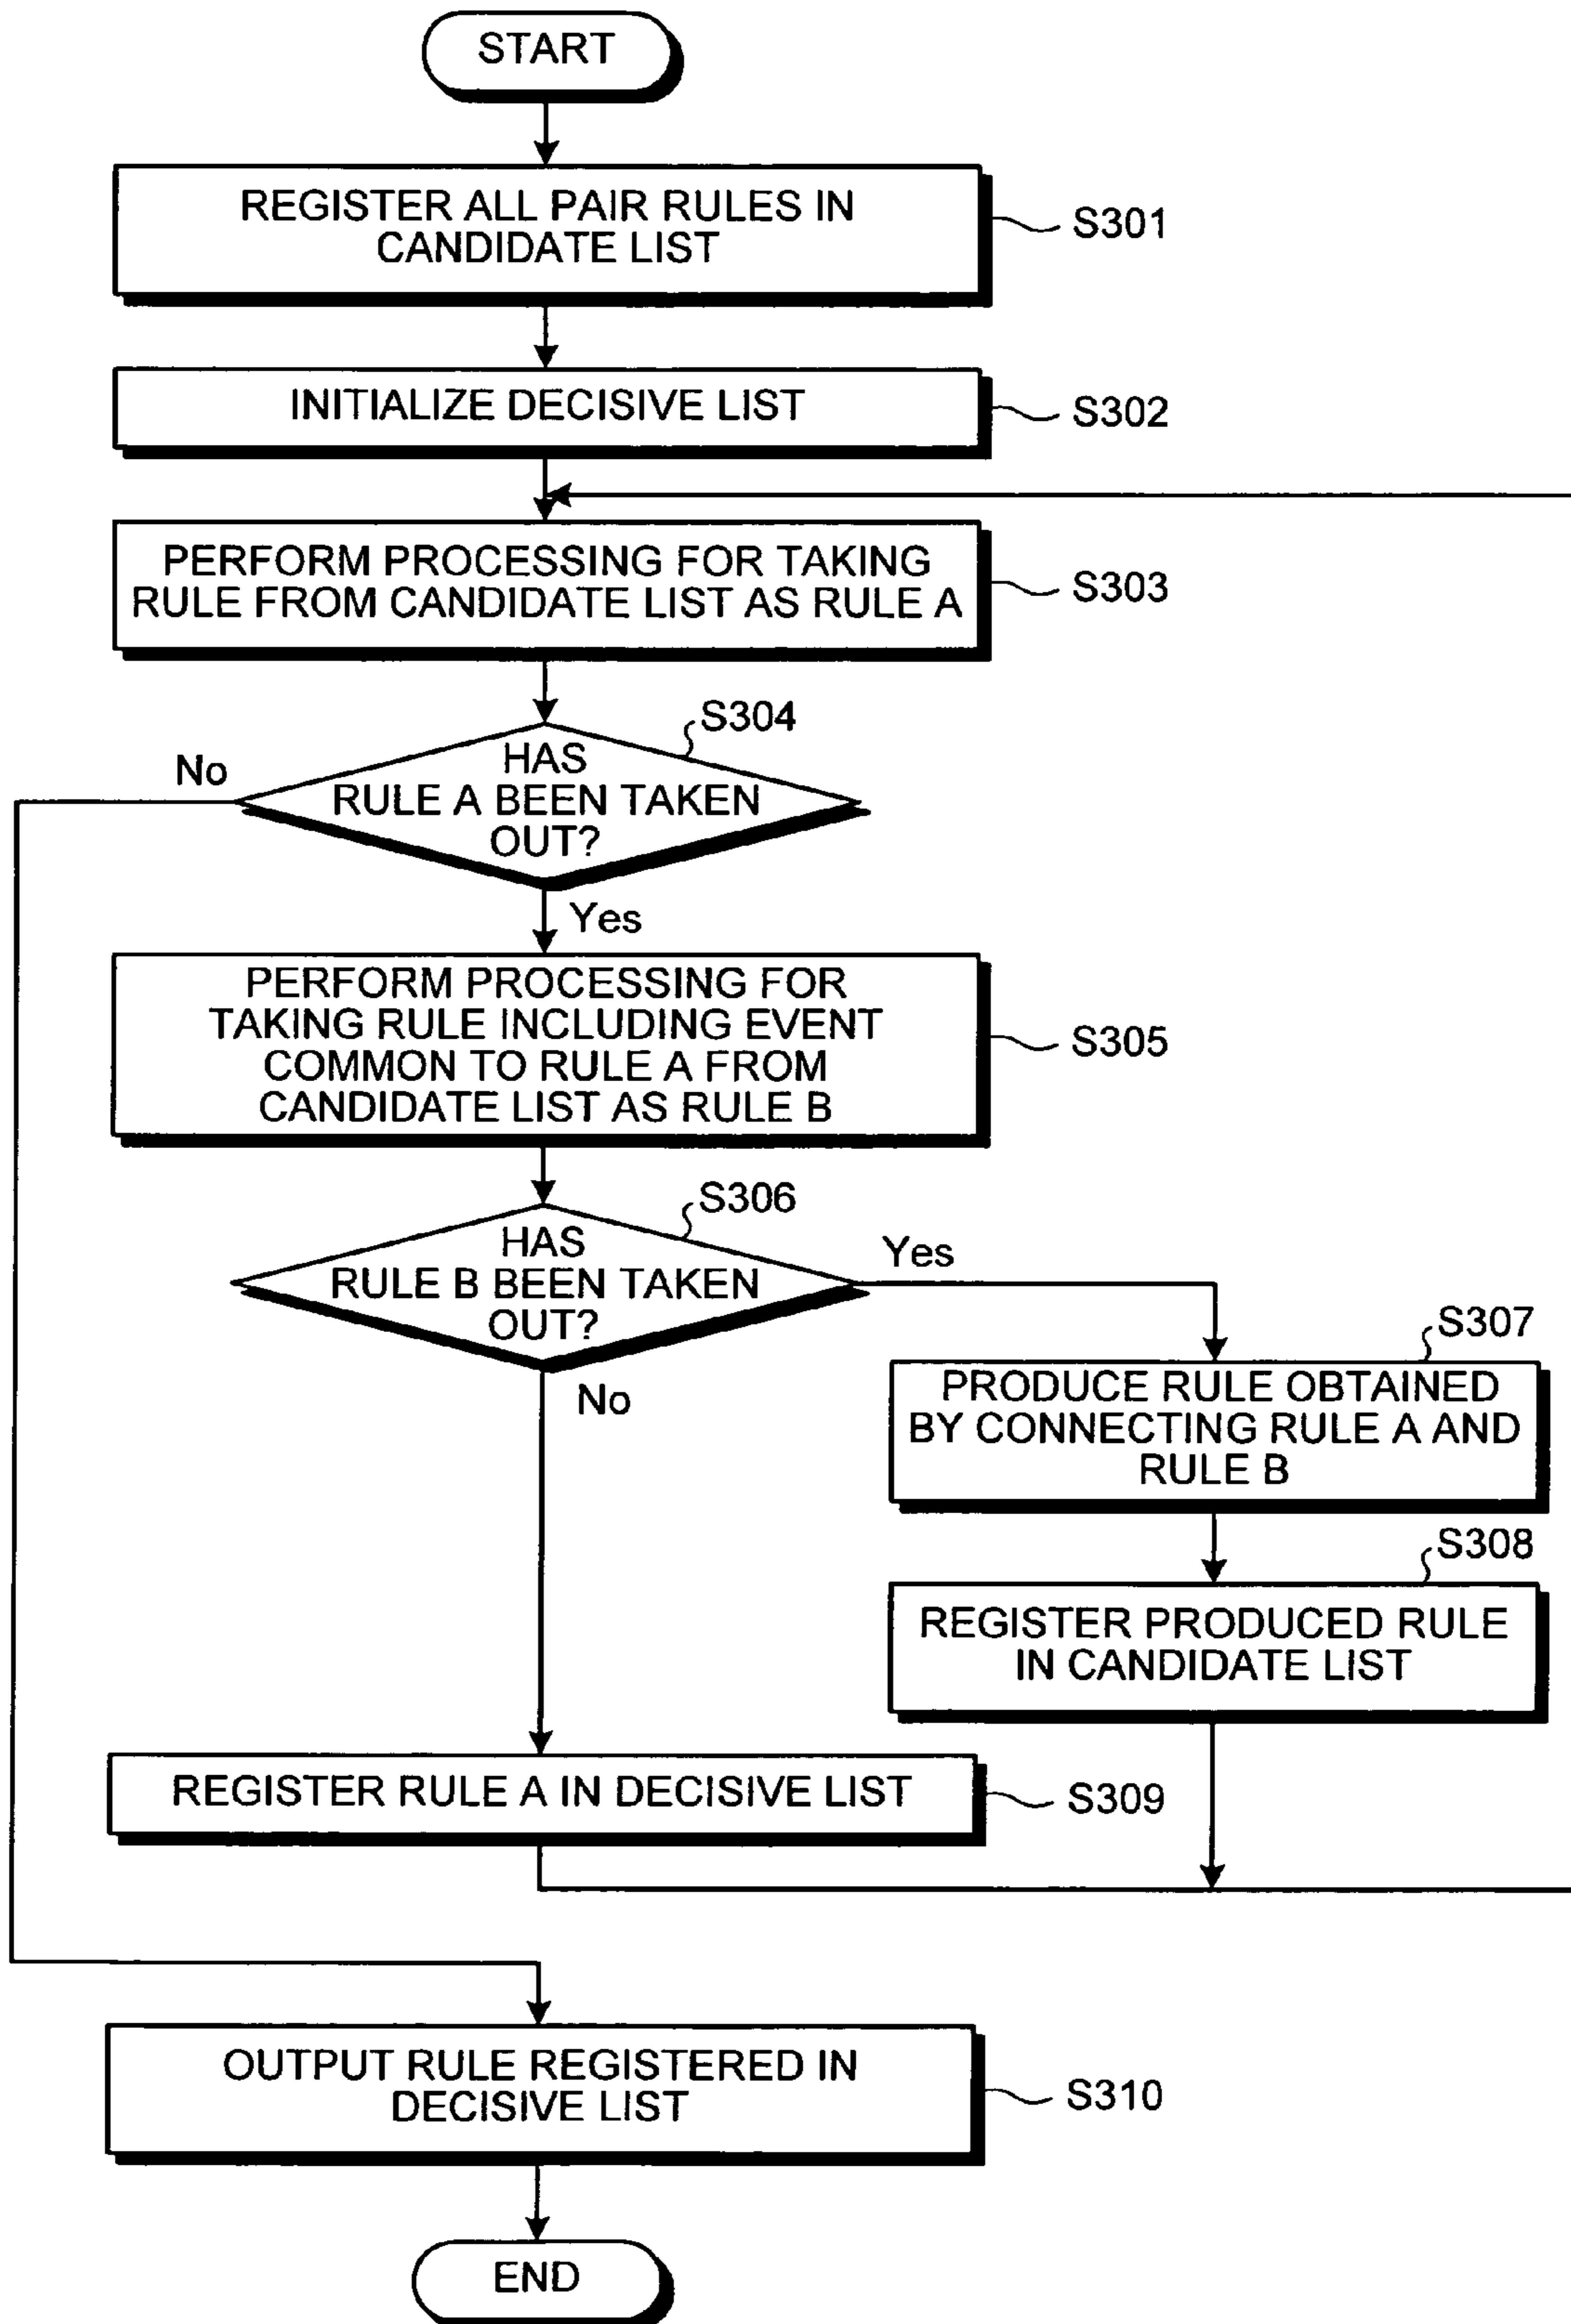 START
REGISTER ALL PAIR RULES IN
CANDIDATE LIST
S301
INITIALIZE DECISIVE LIST
S302
PERFORM PROCESSING FOR TAKING
RULE FROM CANDIDATE LIST AS RULE A
S303
S304
No
HAS
RULE A BEEN TAKEN
OUT?
Yes
PERFORM PROCESSING FOR
TAKING RULE INCLUDING EVENT
COMMON TO RULE A FROM
CANDIDATE LIST AS RULE B
S305
S306
HAS
RULE B BEEN TAKEN
OUT?
Yes
No
S307
PRODUCE RULE OBTAINED
BY CONNECTING RULE A AND
RULE B
S308
REGISTER PRODUCED RULE
IN CANDIDATE LIST
REGISTER RULE A IN DECISIVE LIST
S309
OUTPUT RULE REGISTERED IN
DECISIVE LIST
S310
END